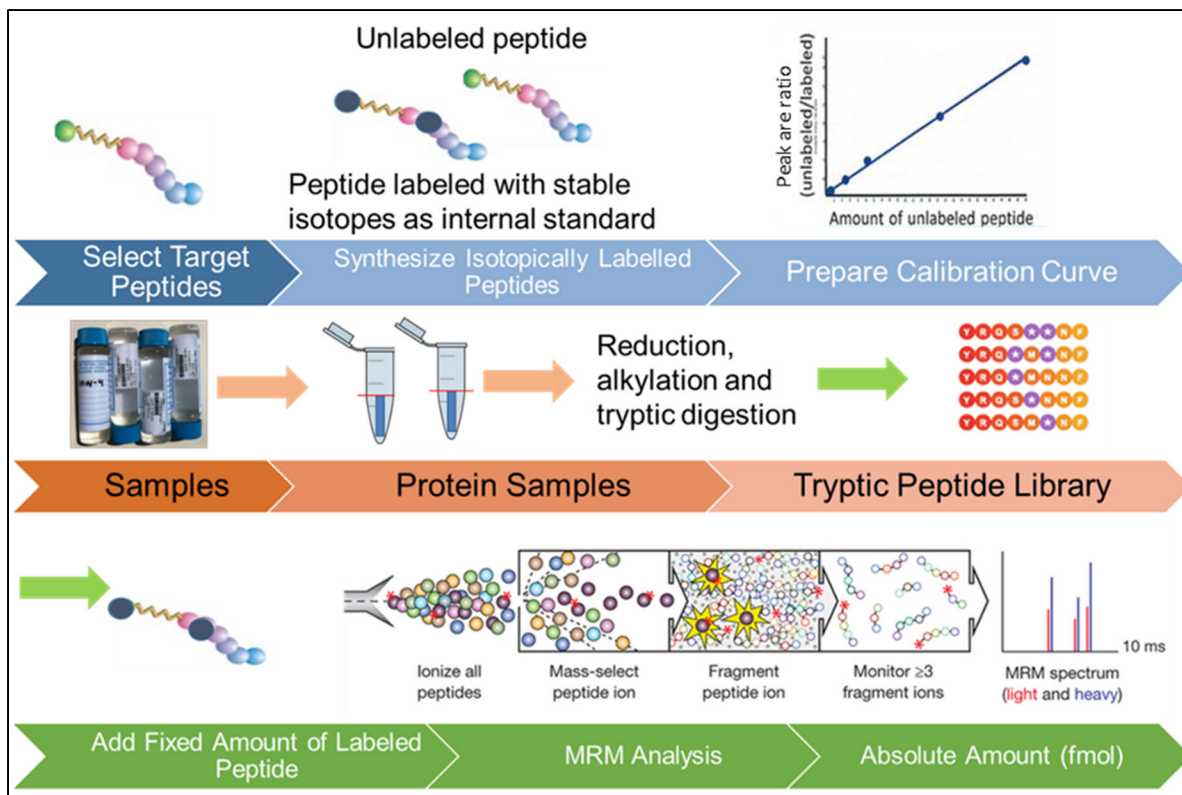 Unlabeled peptide
Peptide labeled with stable
isotopes as internal standard
Peak are ratio
(unlabeled/labeled)
Amount of unlabeled peptide
Select Target
Peptides
Synthesize Isotopically Labelled
Peptides
Prepare Calibration Curve
Reduction,
alkylation and
tryptic digestion
Y R Q S ★ ★ N F
Y R Q ★ M ★ N F
Y R Q ★ M N N F
Y R Q S ★ N N F
Y R Q S M ★ N F
Samples
Protein Samples
Tryptic Peptide Library
Ionize all
peptides
Mass-select
peptide ion
Fragment
peptide ion
Monitor ≥3
fragment ions
10 ms
MRM spectrum
(light and heavy)
Add Fixed Amount of Labeled
Peptide
MRM Analysis
Absolute Amount (fmol)